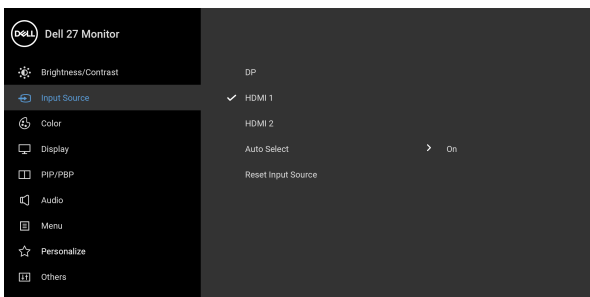 DELL Dell 27 Monitor
Brightness/Contrast DP
Input Source HDMI 1
Color HDMI 2
Display Auto Select On
PIP/PBP Reset Input Source
Audio
Menu
Personalize
Others